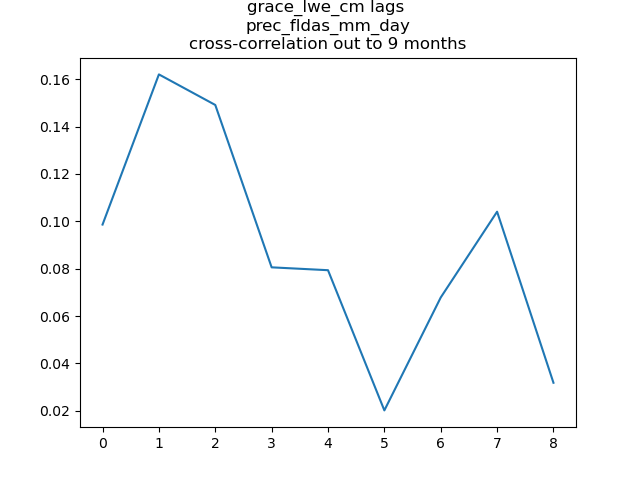 grace_lwe_cm lags
prec_fldas_mm_day
cross-correlation out to 9 months
0.16
0.14
0.12
0.10
0.08
0.06
0.04
0.02
0 1 2 3 4 5 6 7 8